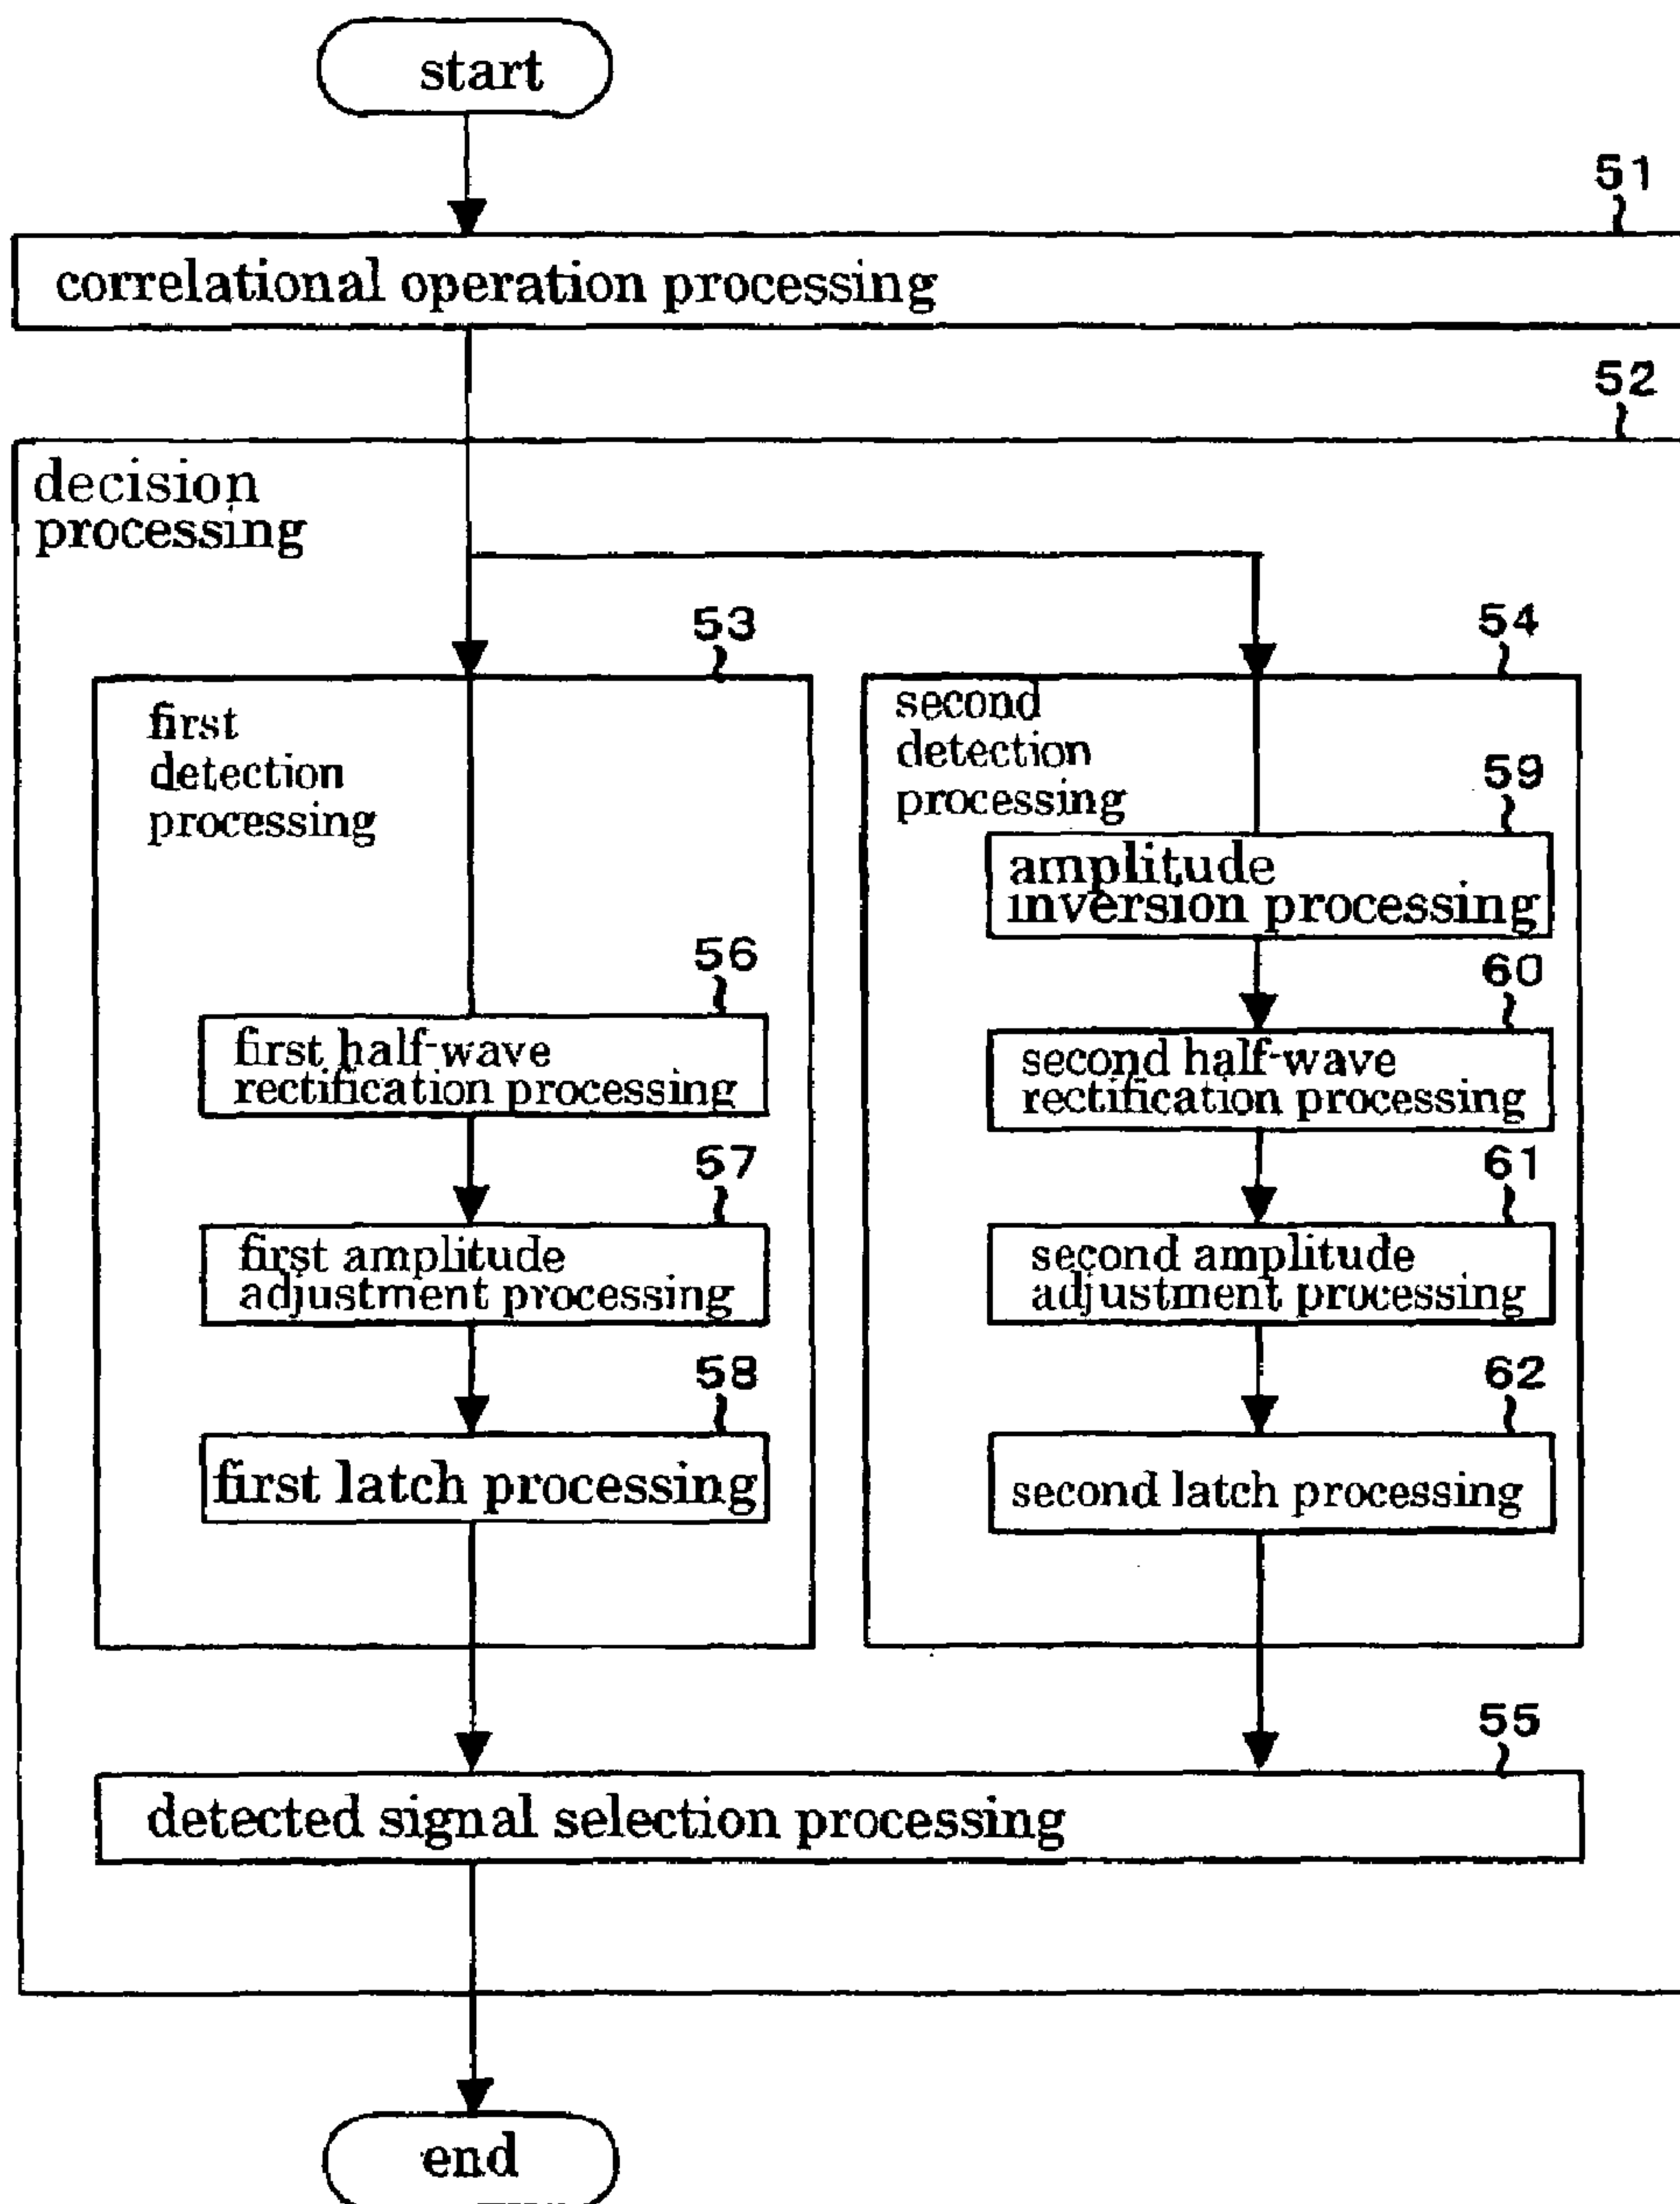 start
51
correlational operation processing
52
decision
processing
53
first
detection
processing
56
first half-wave
rectification processing
57
first amplitude
adjustment processing
58
first latch processing
54
second
detection
processing
59
amplitude
inversion processing
60
second half-wave
rectification processing
61
second amplitude
adjustment processing
62
second latch processing
55
detected signal selection processing
end